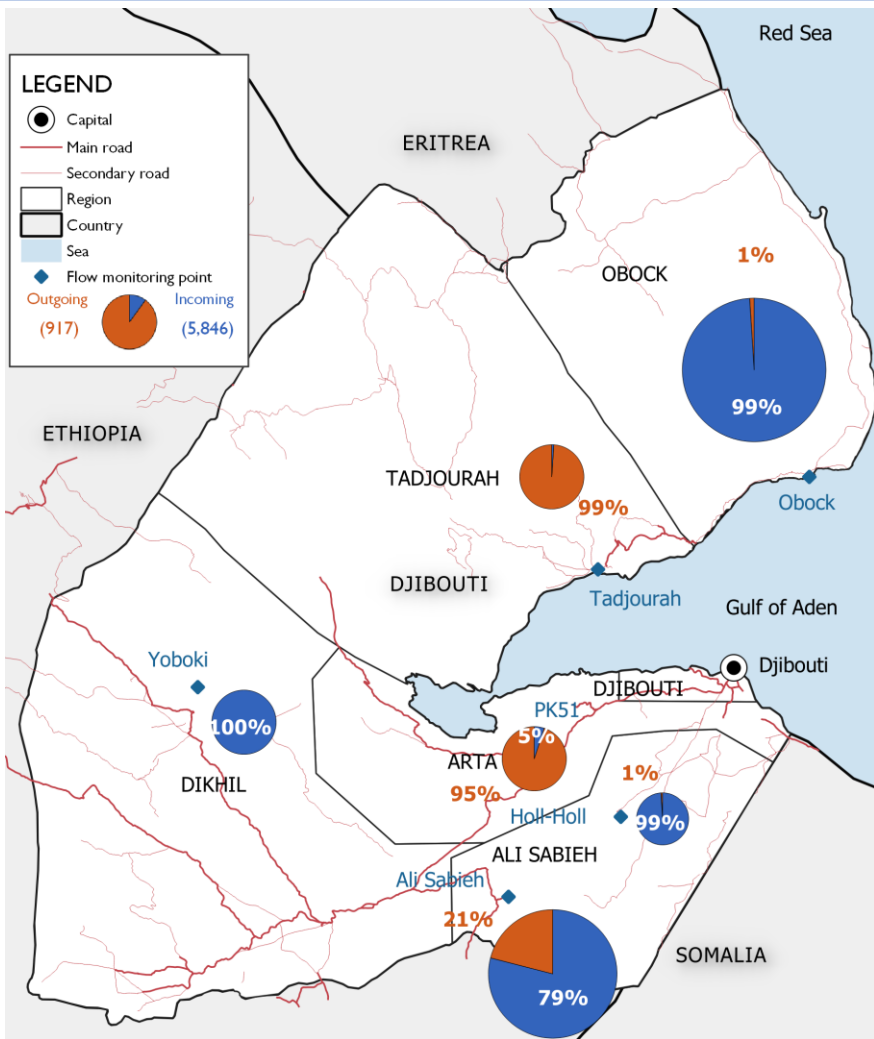 Red Sea
LEGEND
Capital
Main road
Secondary road
Region
Country
Sea
Flow monitoring point
Outgoing
Incoming
(917)
(5,846)
ERITREA
1%
OBOCK
99%
ETHIOPIA
TADJOURAH
99%
Obock
DJIBOUTI
Tadjourah
Gulf of Aden
Yoboki
Djibouti
DJIBOUTI
PK51
100%
5%
ARTA
DIKHIL
1%
95%
Holl-Holl
99%
ALI SABIEH
Ali Sabieh
21%
SOMALIA
79%